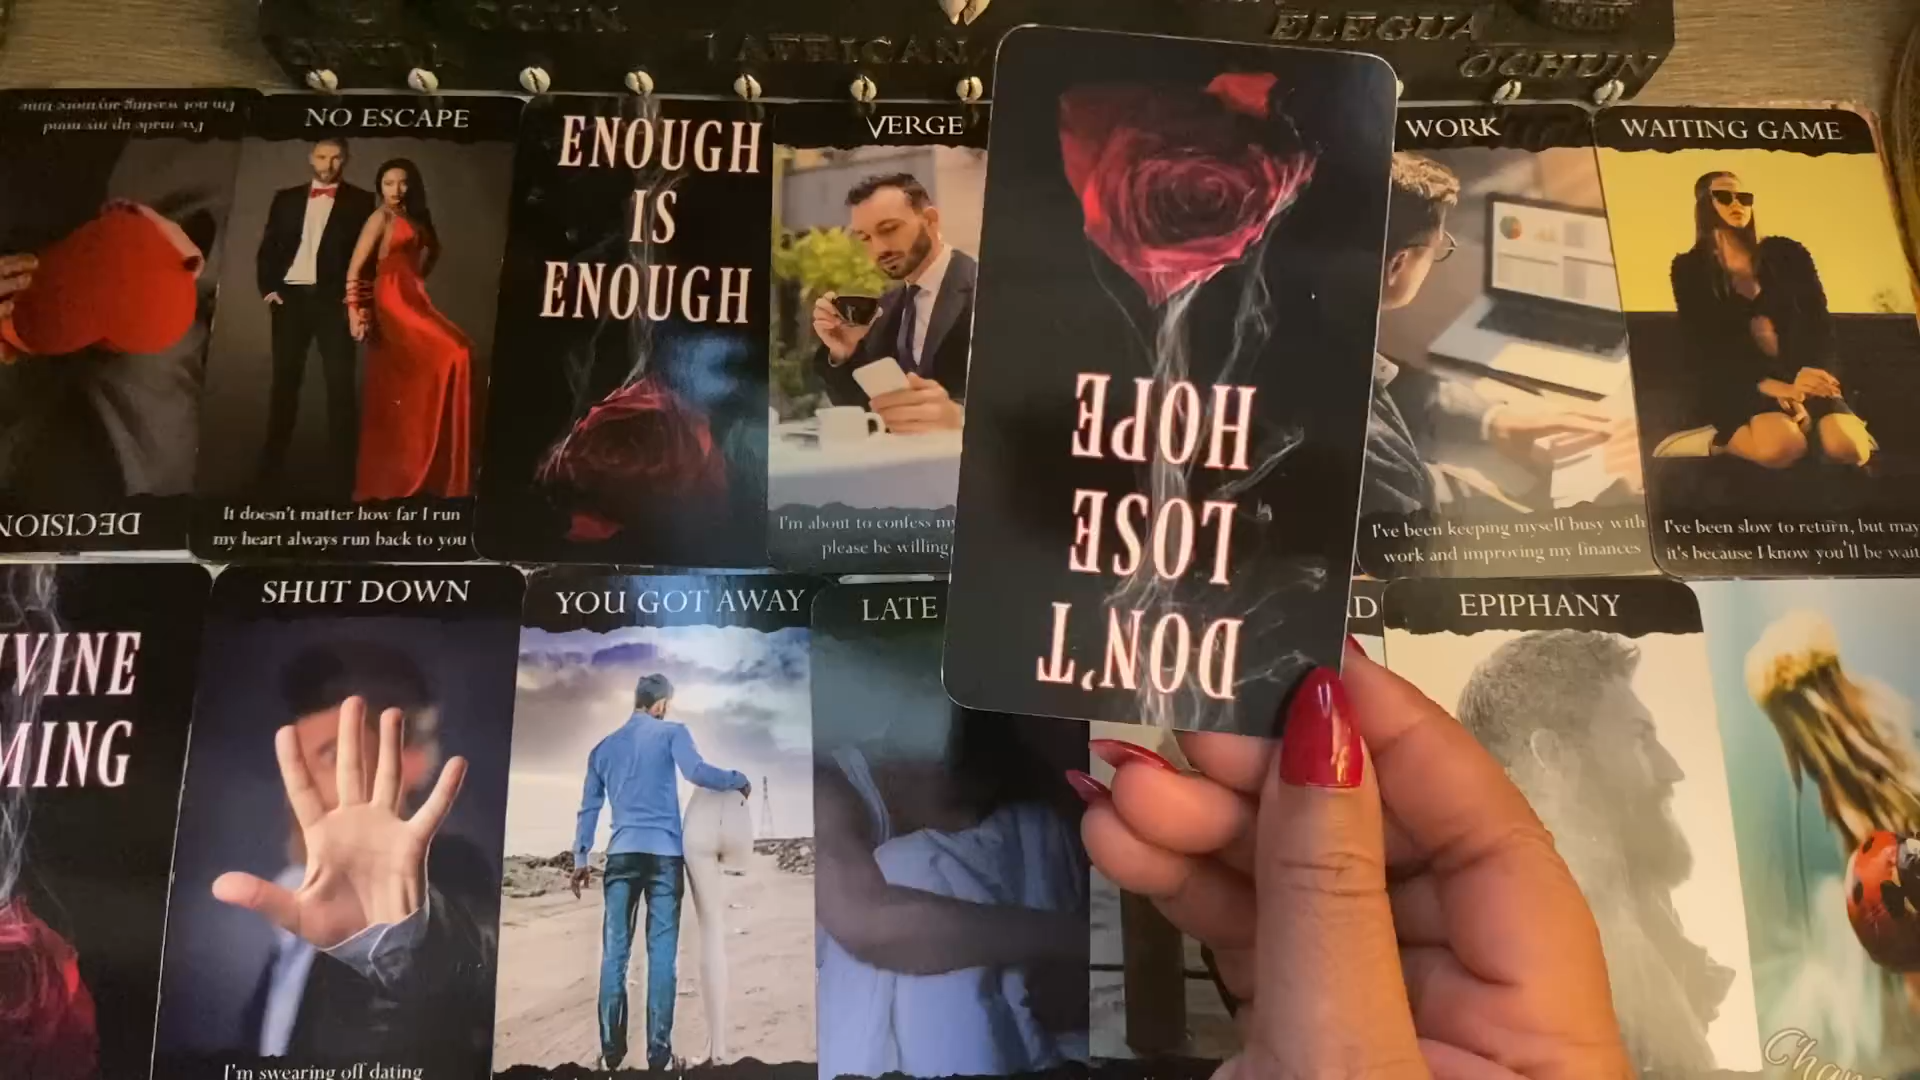 OGUN
ELEGUA
7 AFRICAN
OCHUN
I'm not wasting anymore time
I've made up my mind
DECISION
NO ESCAPE
It doesn't matter how far I run
my heart always run back to you
ENOUGH
IS
ENOUGH
VERGE
I'm about to confess my
please be willing
DON'T
LOSE
HOPE
WORK
I've been keeping myself busy with
work and improving my finances
WAITING GAME
I've been slow to return, but may
it's because I know you'll be wait
SHUT DOWN
I'm swearing off dating
YOU GOT AWAY
LATE
EPIPHANY